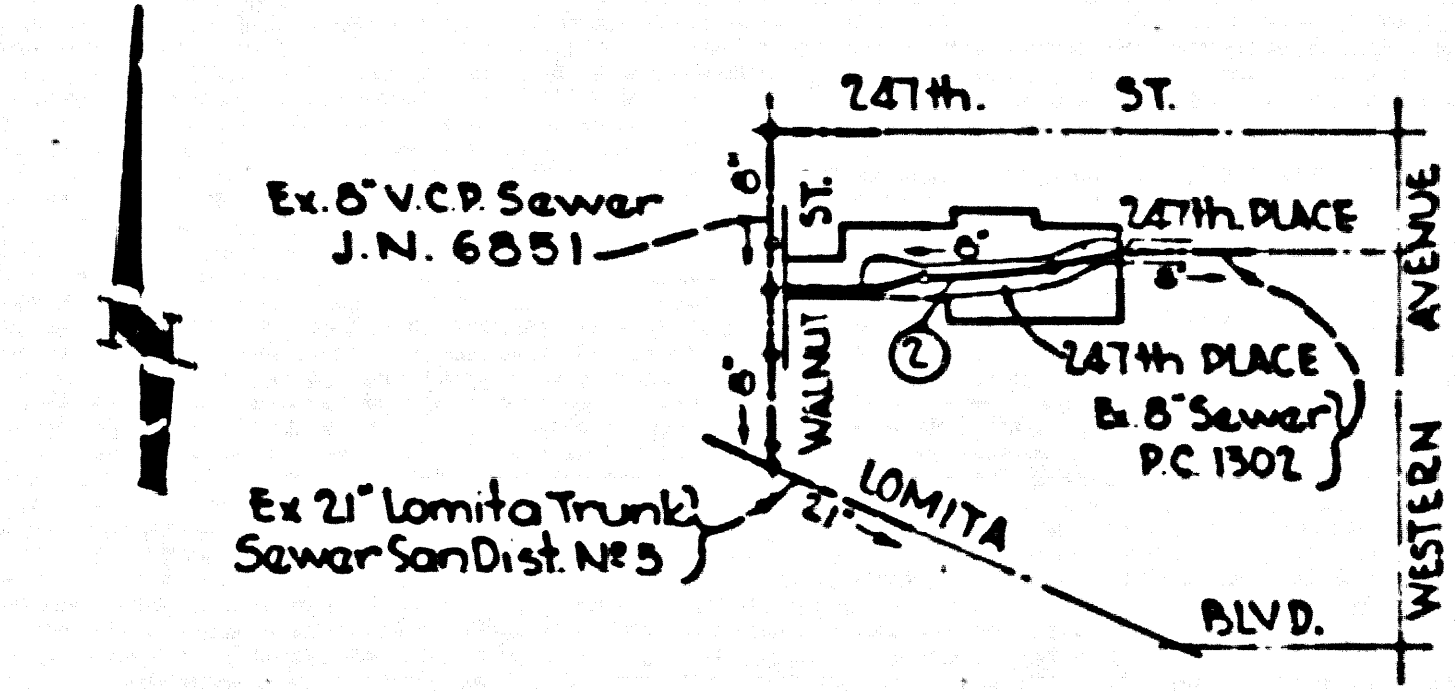 247th. ST.
Ex. 8" V.C.P. Sewer
J.N. 6851
8"
ST.
247th PLACE
8"
8"
AVENUE
N
2
247th PLACE
8"
WALNUT
Ex. 8" Sewer
P.C. 1302
Ex 21" Lomita Trunk
Sewer San Dist. Nº 5
21"
LOMITA
BLVD.
WESTERN